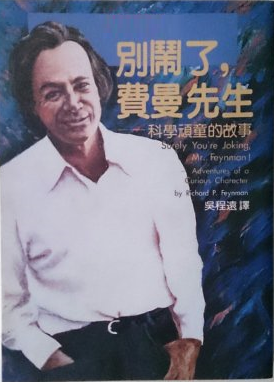 別鬧了,
費曼先生
——科學頑童的故事
Surely You're Joking,
Mr. Feynman!
Adventures of a
Curious Character
by Richard P. Feynman
吳程遠 譯